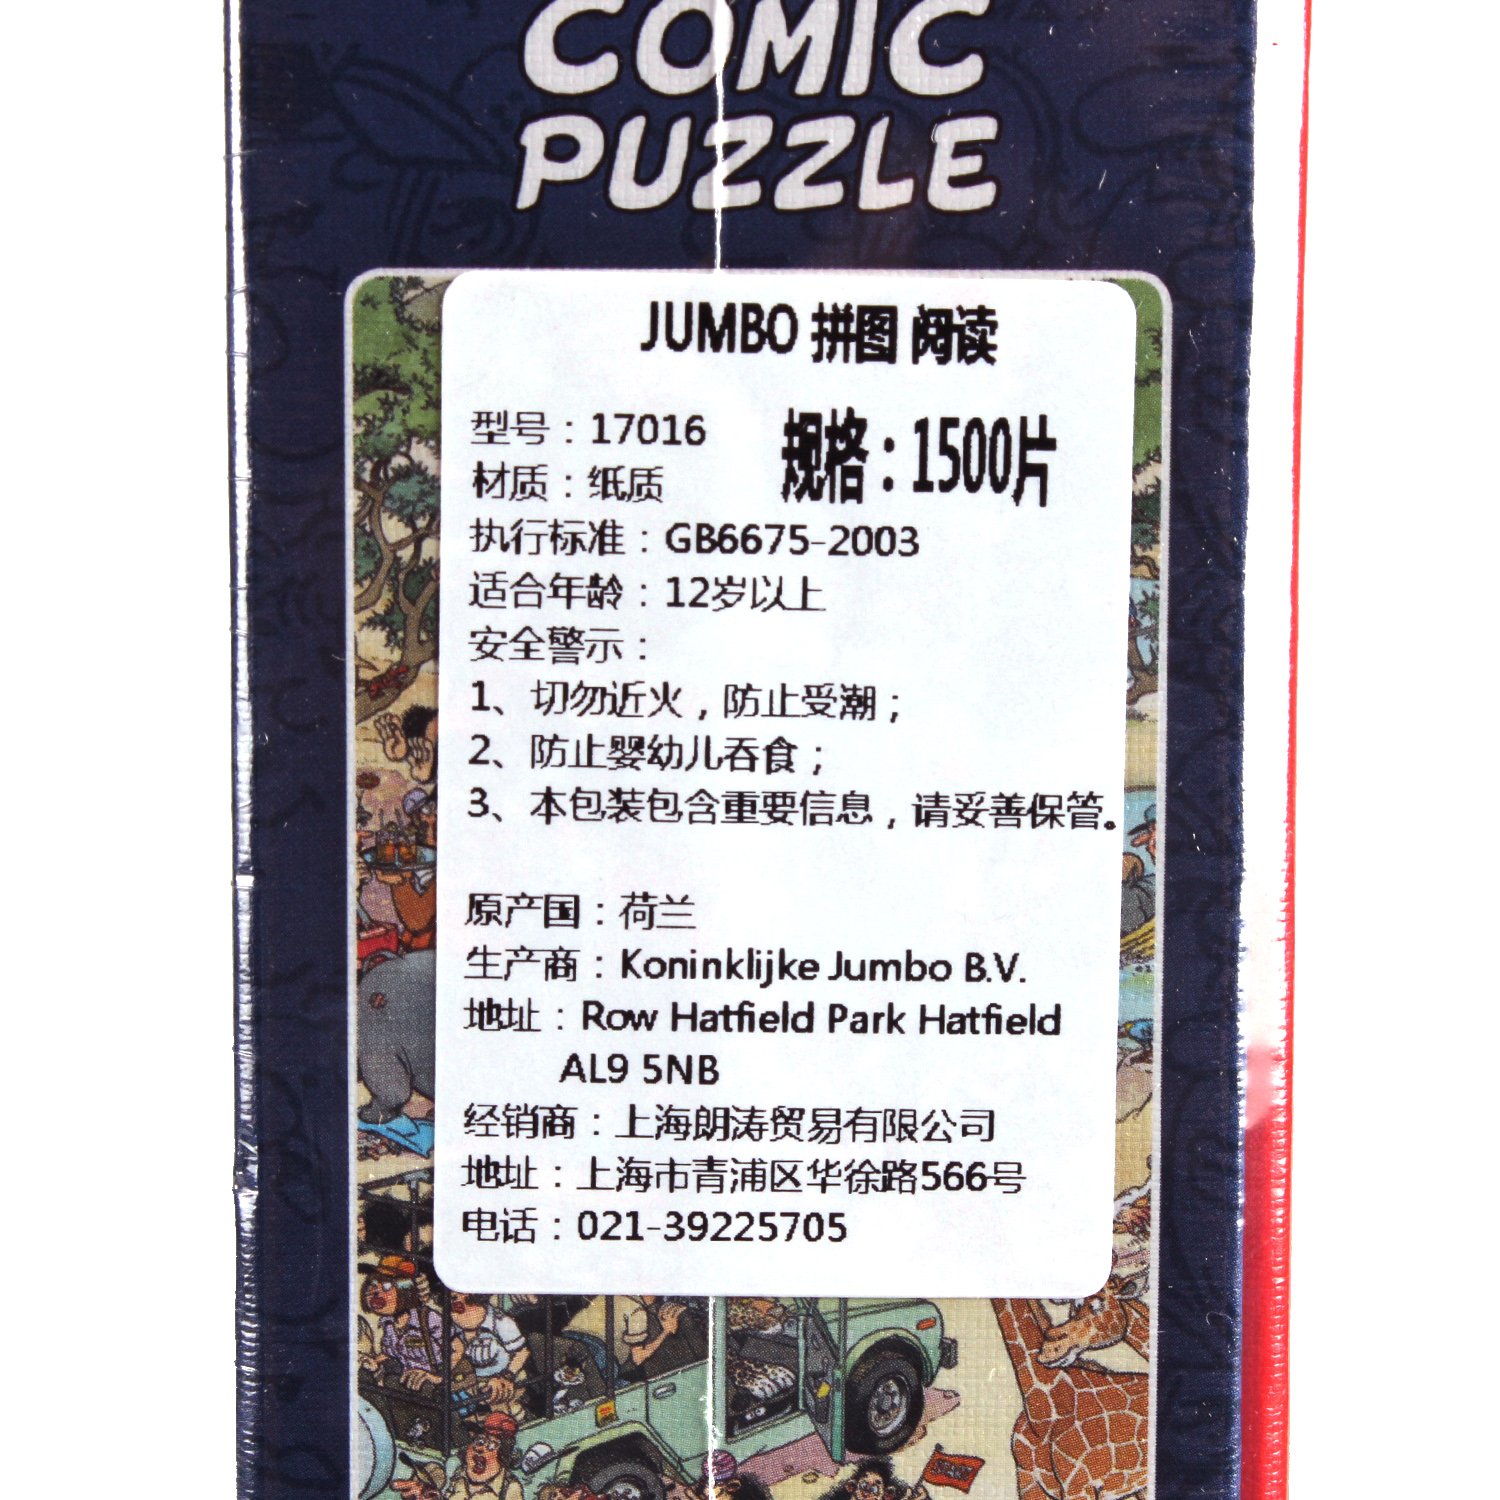 COMIC
PUZZLE
JUMBO 拼图 阅读
型号：17016
规格：1500片
材质：纸质
执行标准：GB6675-2003
适合年龄：12岁以上
安全警示：
1、切勿近火，防止受潮；
2、防止婴幼儿吞食；
3、本包装包含重要信息，请妥善保管。
原产国：荷兰
生产商：Koninklijke Jumbo B.V.
地址：Row Hatfield Park Hatfield
AL9 5NB
经销商：上海朗涛贸易有限公司
地址：上海市青浦区华徐路566号
电话：021-39225705